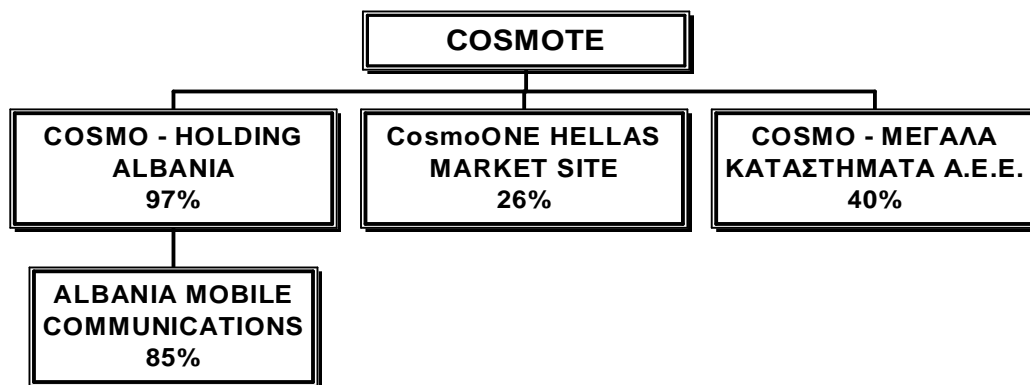 COSMOTE
COSMO - HOLDING
ALBANIA
97%
CosmoONE HELLAS
MARKET SITE
26%
COSMO - ΜΕΓΑΛΑ
ΚΑΤΑΣΤΗΜΑΤΑ Α.Ε.Ε.
40%
ALBANIA MOBILE
COMMUNICATIONS
85%